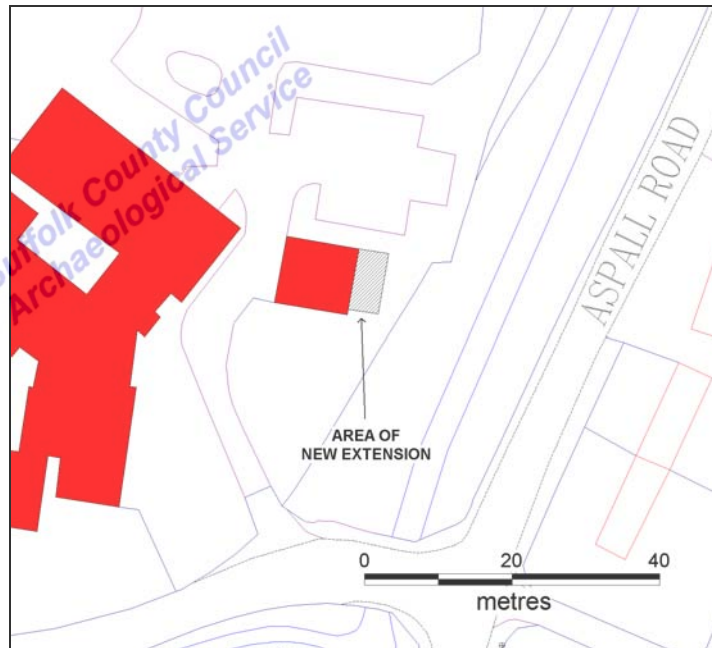 Suffolk County Council
Archaeological Service
ASPALL ROAD
AREA OF
NEW EXTENSION
0 20 40
metres